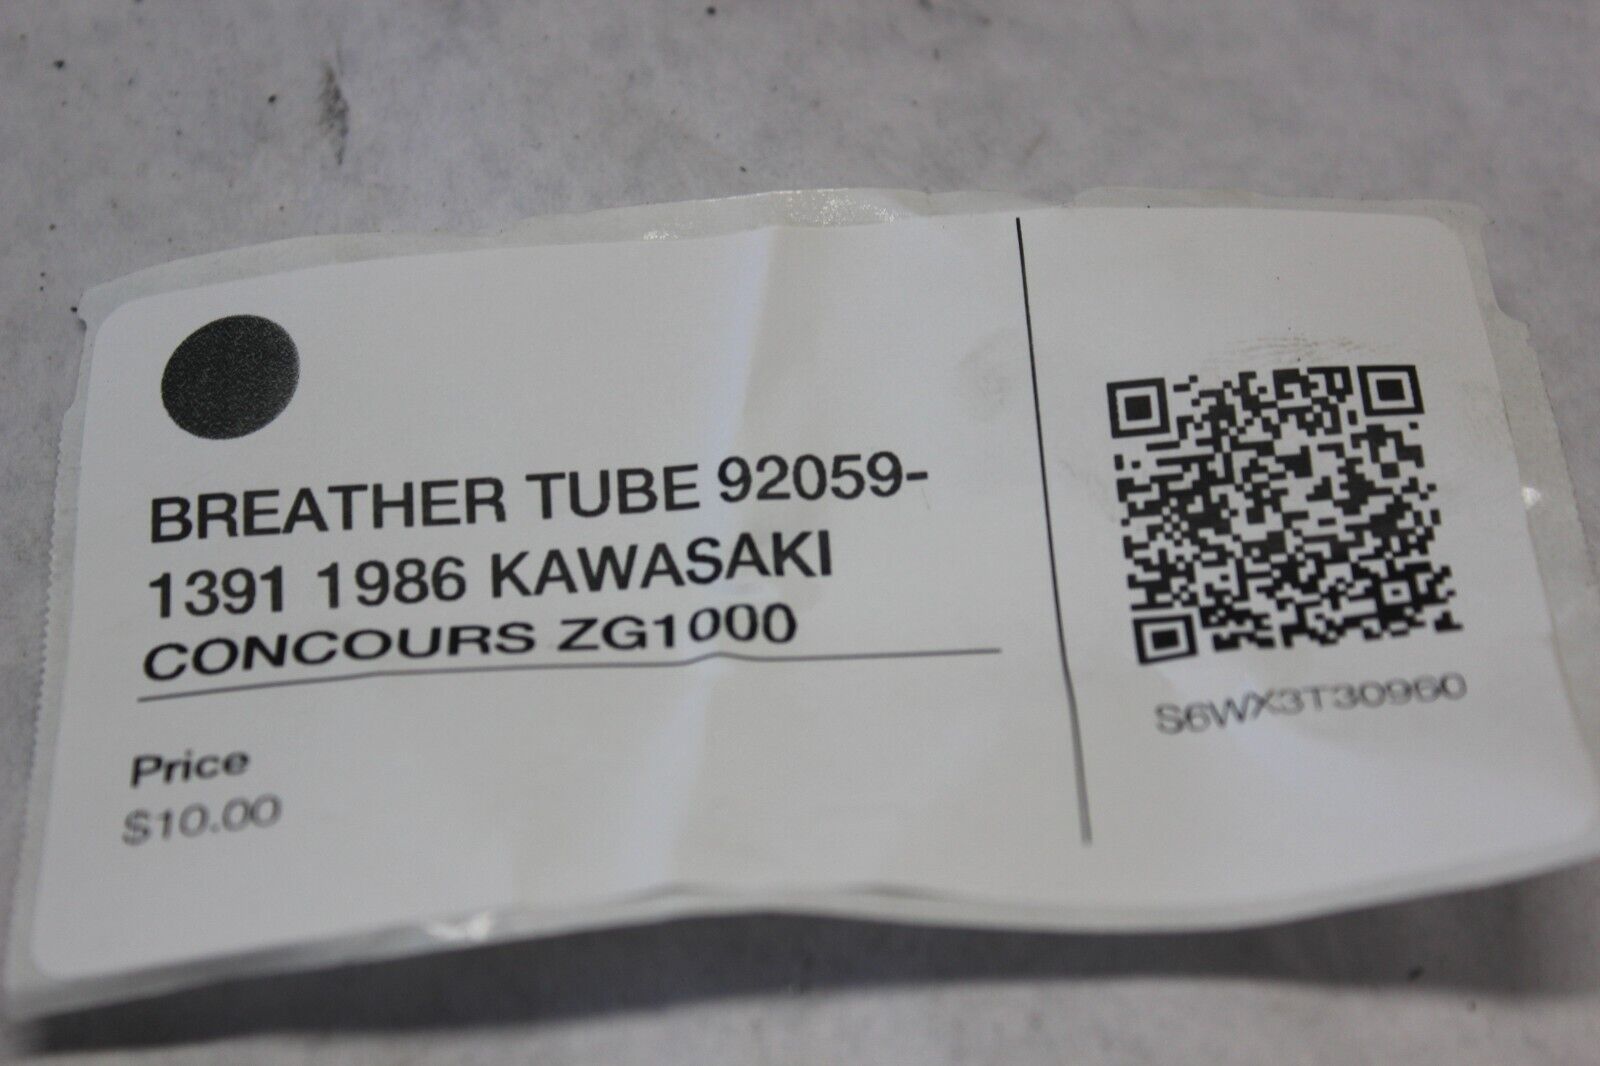 BREATHER TUBE 92059-
1391 1986 KAWASAKI
CONCOURS ZG1000
Price
$10.00
S6WX3T30960